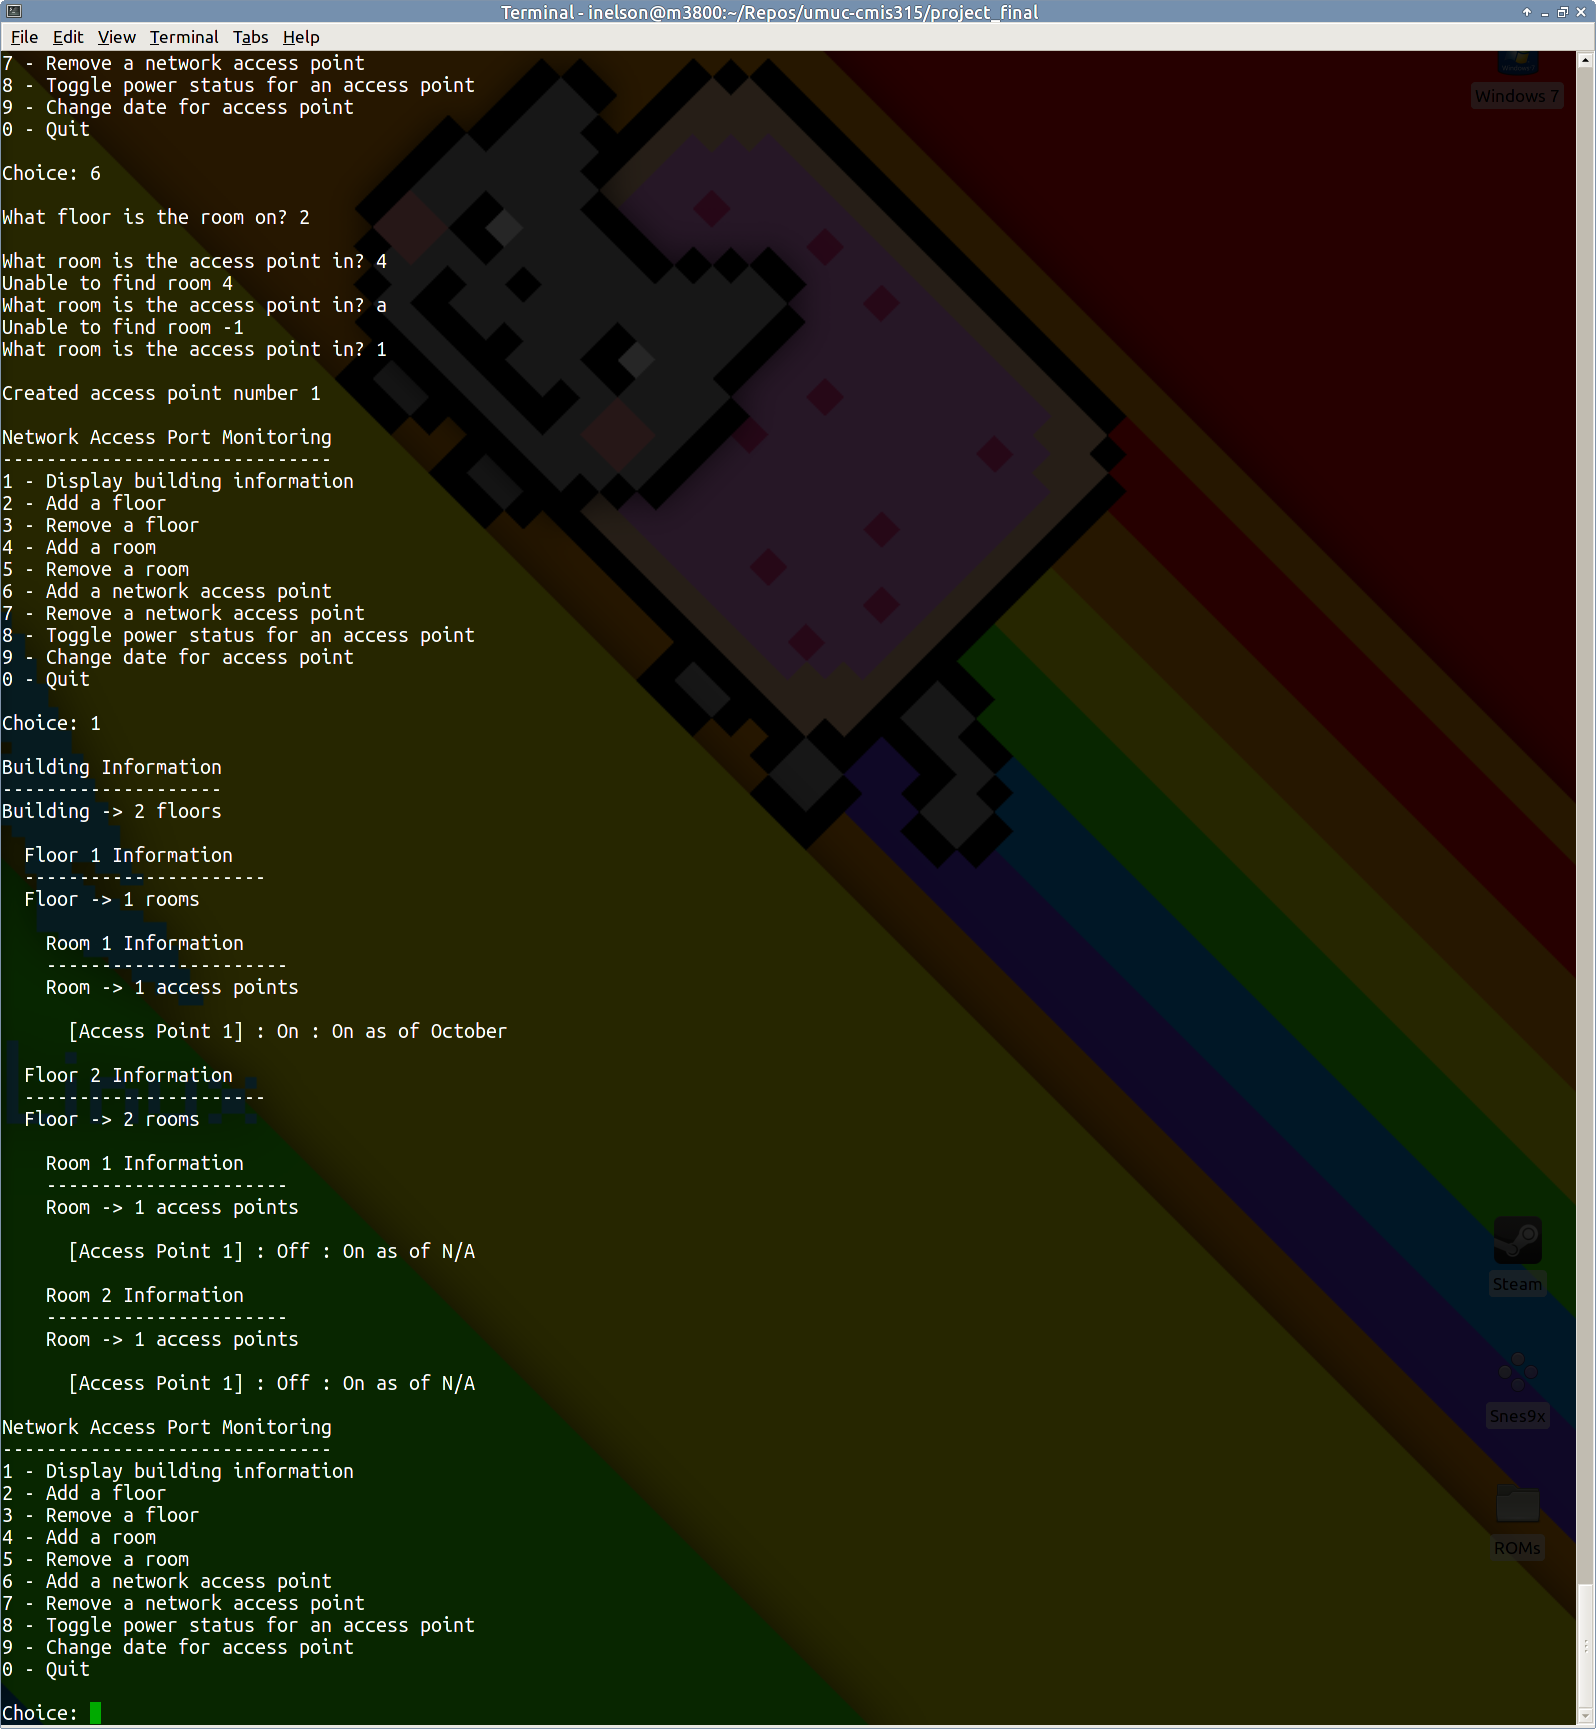 Terminal - inelson@m3800:~/Repos/umuc-cmis315/project_final
File Edit View Terminal Tabs Help
7 - Remove a network access point
8 - Toggle power status for an access point
9 - Change date for access point
0 - Quit
Choice: 6
What floor is the room on? 2
What room is the access point in? 4
Unable to find room 4
What room is the access point in? a
Unable to find room -1
What room is the access point in? 1
Created access point number 1
Network Access Port Monitoring
------------------------------
1 - Display building information
2 - Add a floor
3 - Remove a floor
4 - Add a room
5 - Remove a room
6 - Add a network access point
7 - Remove a network access point
8 - Toggle power status for an access point
9 - Change date for access point
0 - Quit
Choice: 1
Building Information
--------------------
Building -> 2 floors
  Floor 1 Information
  ----------------------
  Floor -> 1 rooms
    Room 1 Information
    ----------------------
    Room -> 1 access points
      [Access Point 1] : On : On as of October
  Floor 2 Information
  ----------------------
  Floor -> 2 rooms
    Room 1 Information
    ----------------------
    Room -> 1 access points
      [Access Point 1] : Off : On as of N/A
    Room 2 Information
    ----------------------
    Room -> 1 access points
      [Access Point 1] : Off : On as of N/A
Network Access Port Monitoring
------------------------------
1 - Display building information
2 - Add a floor
3 - Remove a floor
4 - Add a room
5 - Remove a room
6 - Add a network access point
7 - Remove a network access point
8 - Toggle power status for an access point
9 - Change date for access point
0 - Quit
Choice:
Windows 7
Linux
Steam
Snes9x
ROMs